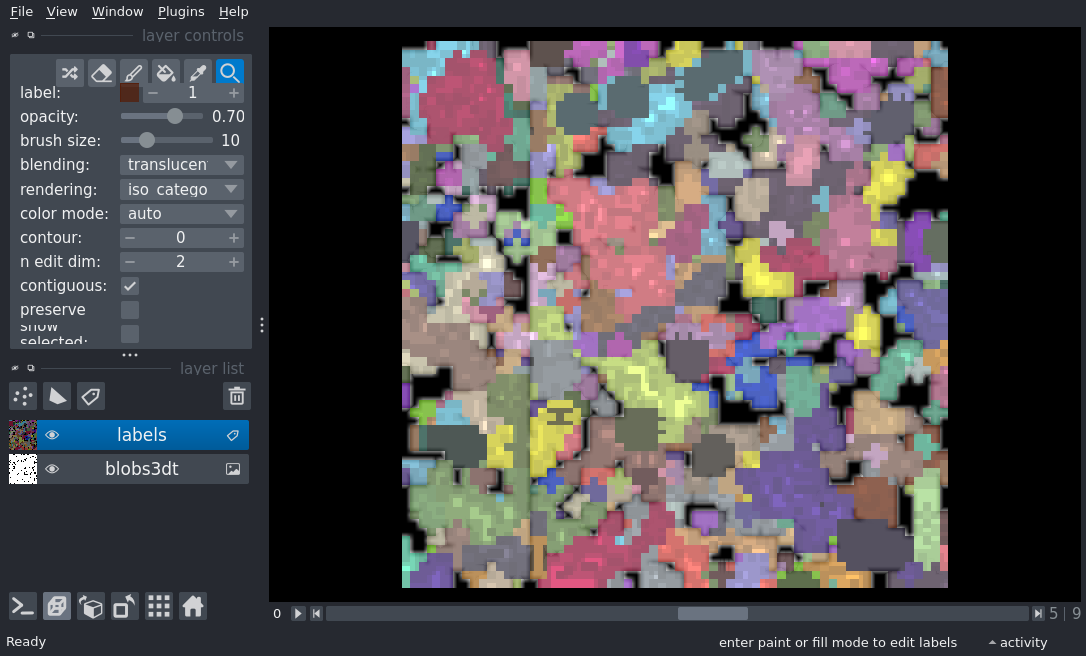 File View Window Plugins Help
layer controls
label: 1
opacity: 0.70
brush size: 10
blending: translucen
rendering: iso catego
color mode: auto
contour: 0
n edit dim: 2
contiguous:
preserve
show
selected:
layer list
labels
blobs3dt
0 5 | 9
Ready enter paint or fill mode to edit labels activity